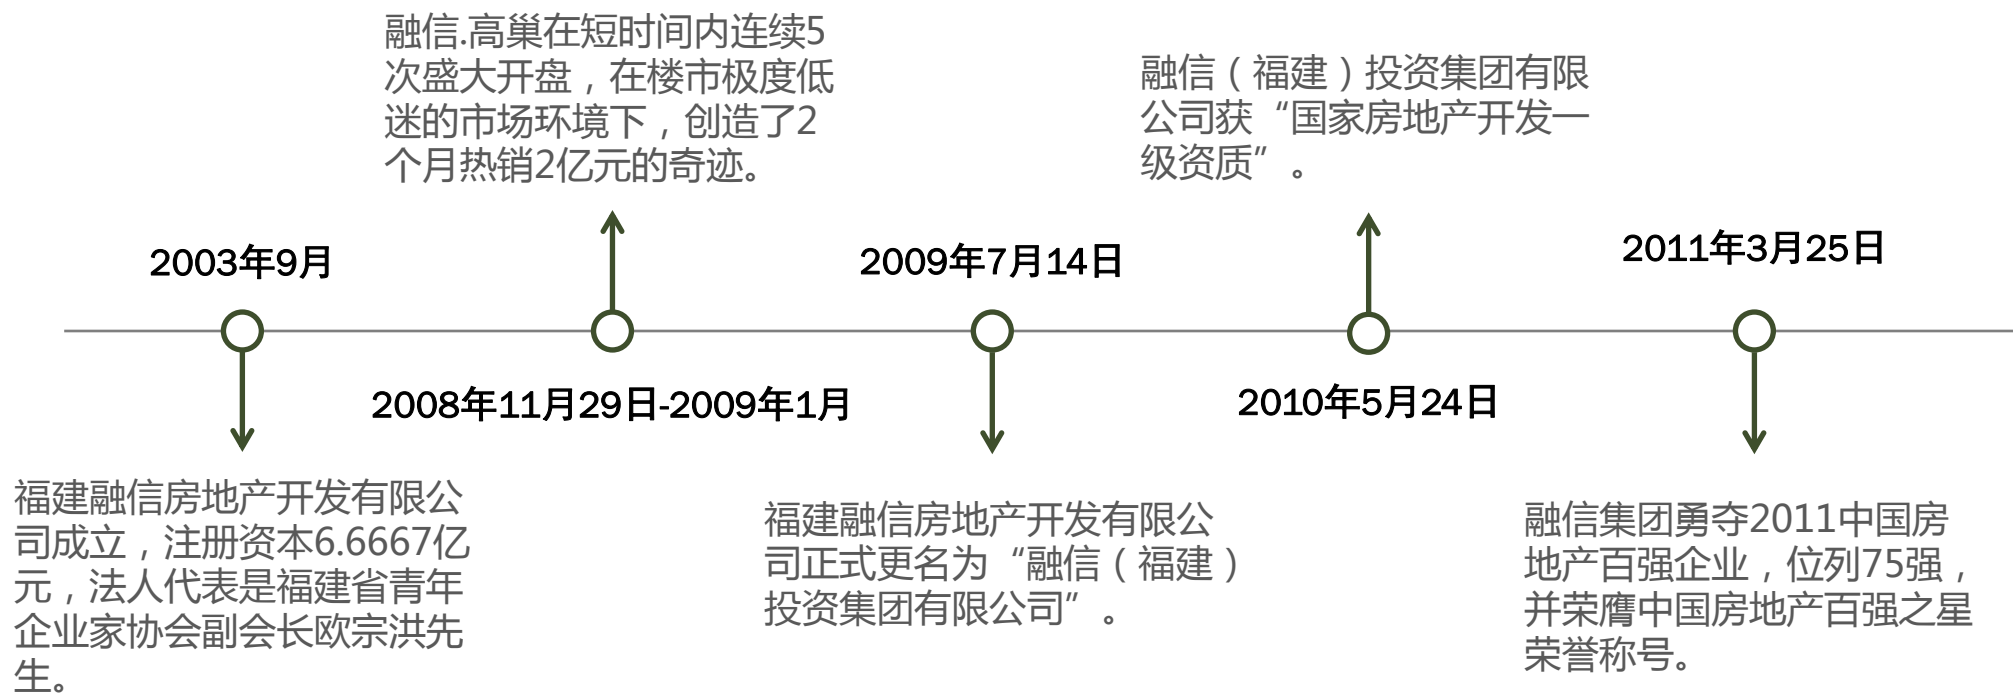 融信.高巢在短时间内连续5
次盛大开盘，在楼市极度低
迷的市场环境下，创造了2
个月热销2亿元的奇迹。
融信（福建）投资集团有限
公司获“国家房地产开发一
级资质”。
2003年9月
2009年7月14日
2011年3月25日
2008年11月29日-2009年1月
2010年5月24日
福建融信房地产开发有限公
司成立，注册资本6.6667亿
元，法人代表是福建省青年
企业家协会副会长欧宗洪先
生。
福建融信房地产开发有限公
司正式更名为“融信（福建）
投资集团有限公司”。
融信集团勇夺2011中国房
地产百强企业，位列75强，
并荣膺中国房地产百强之星
荣誉称号。